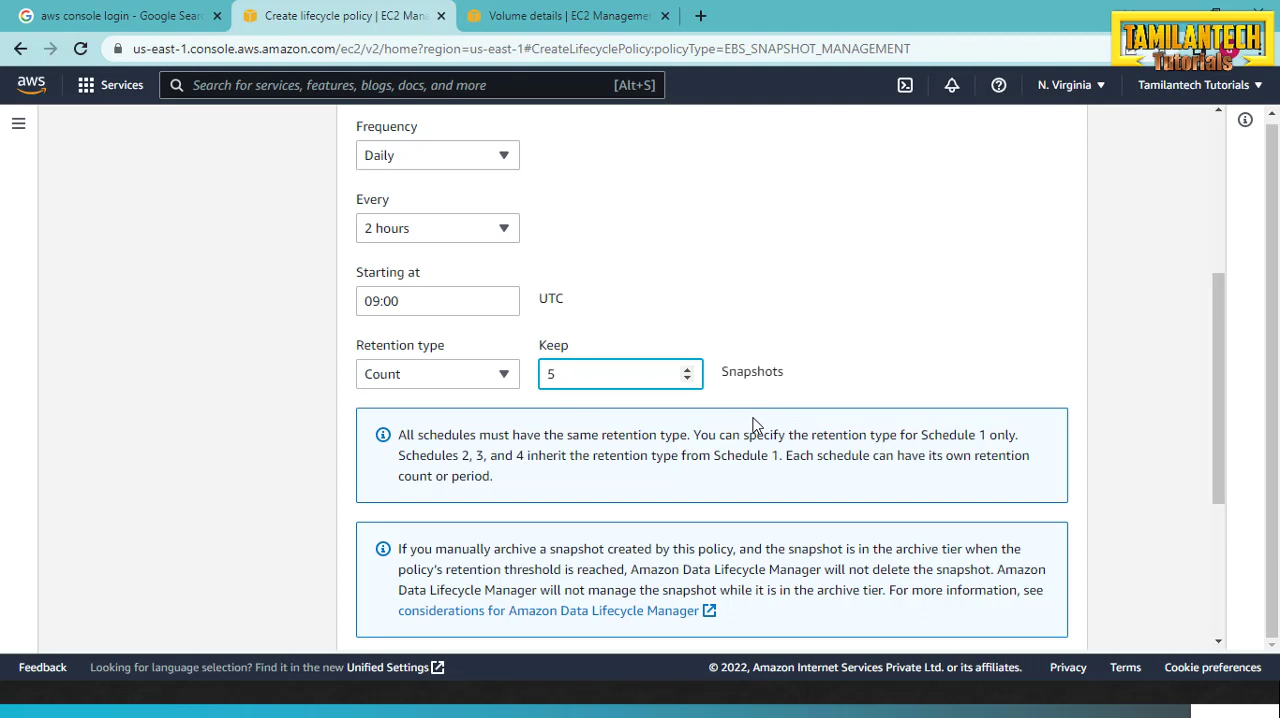 aws console login - Google Sear
Create lifecycle policy | EC2 Mana
Volume details | EC2 Manageme
us-east-1.console.aws.amazon.com/ec2/v2/home?region=us-east-1#CreateLifecyclePolicy:policyType=EBS_SNAPSHOT_MANAGEMENT
TAMILANTECH
Tutorials
aws
Services
Search for services, features, blogs, docs, and more
[Alt+S]
N. Virginia
Tamilantech Tutorials
Frequency
Daily
Every
2 hours
Starting at
09:00
UTC
Retention type
Keep
Count
5
Snapshots
All schedules must have the same retention type. You can specify the retention type for Schedule 1 only.
Schedules 2, 3, and 4 inherit the retention type from Schedule 1. Each schedule can have its own retention
count or period.
If you manually archive a snapshot created by this policy, and the snapshot is in the archive tier when the
policy's retention threshold is reached, Amazon Data Lifecycle Manager will not delete the snapshot. Amazon
Data Lifecycle Manager will not manage the snapshot while it is in the archive tier. For more information, see
considerations for Amazon Data Lifecycle Manager
Feedback
Looking for language selection? Find it in the new Unified Settings
© 2022, Amazon Internet Services Private Ltd. or its affiliates.
Privacy
Terms
Cookie preferences